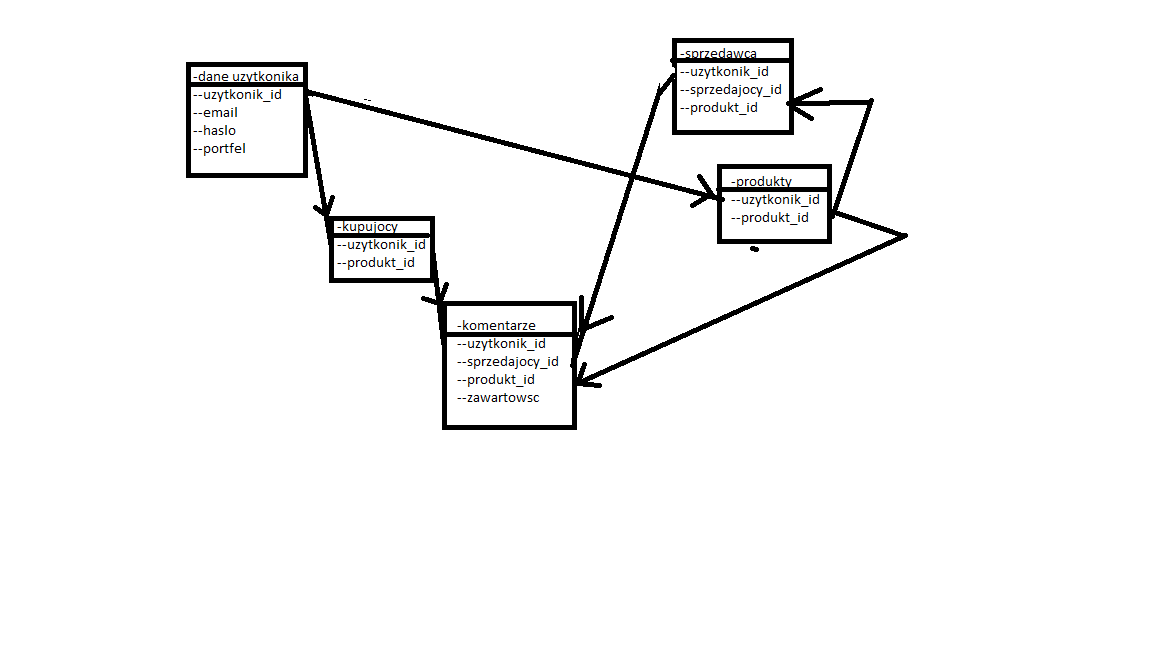 -dane uzytkonika
--uzytkonik_id
--email
--haslo
--portfel
--
-sprzedawca
--uzytkonik_id
--sprzedajocy_id
--produkt_id
-produkty
--uzytkonik_id
--produkt_id
-kupujocy
--uzytkonik_id
--produkt_id
-komentarze
--uzytkonik_id
--sprzedajocy_id
--produkt_id
--zawartowsc